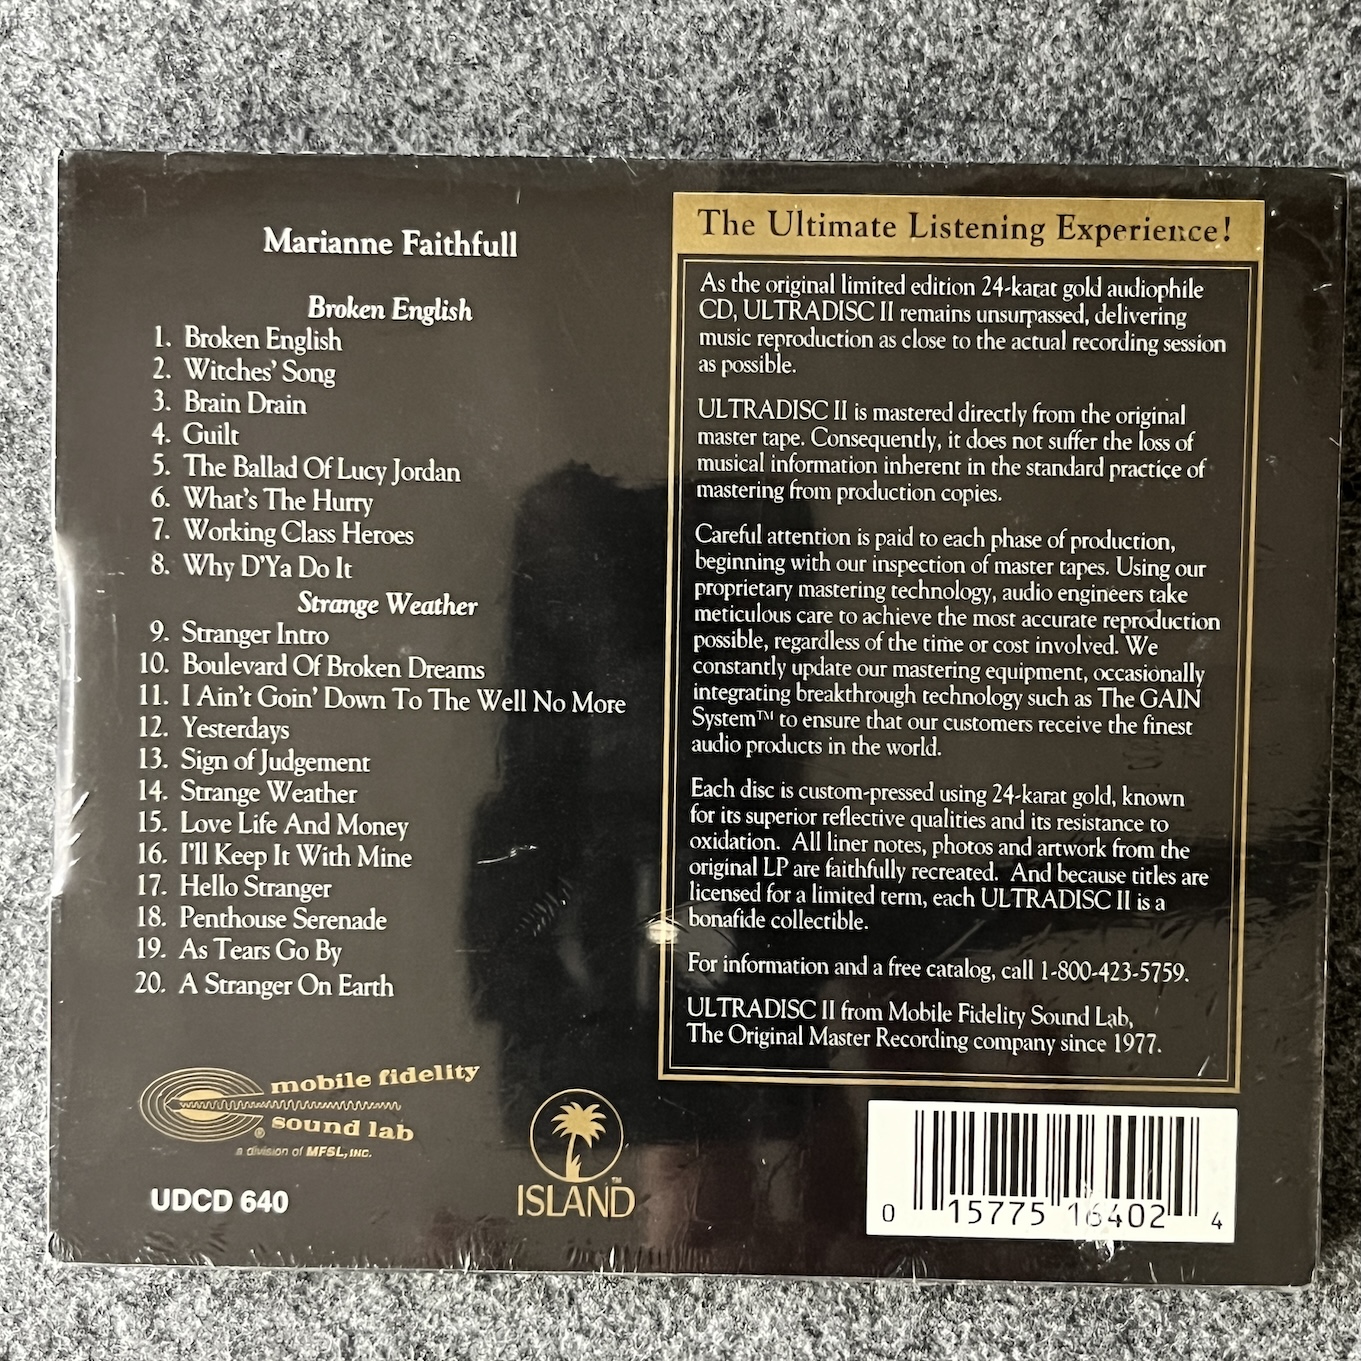 Marianne Faithfull
Broken English
1. Broken English
2. Witches' Song
3. Brain Drain
4. Guilt
5. The Ballad Of Lucy Jordan
6. What's The Hurry
7. Working Class Heroes
8. Why D'Ya Do It
Strange Weather
9. Stranger Intro
10. Boulevard Of Broken Dreams
11. I Ain't Goin' Down To The Well No More
12. Yesterdays
13. Sign of Judgement
14. Strange Weather
15. Love Life And Money
16. I'll Keep It With Mine
17. Hello Stranger
18. Penthouse Serenade
19. As Tears Go By
20. A Stranger On Earth
mobile fidelity
sound lab
®
a division of MFSL, INC.
UDCD 640
ISLAND™
The Ultimate Listening Experience!
As the original limited edition 24-karat gold audiophile
CD, ULTRADISC II remains unsurpassed, delivering
music reproduction as close to the actual recording session
as possible.
ULTRADISC II is mastered directly from the original
master tape. Consequently, it does not suffer the loss of
musical information inherent in the standard practice of
mastering from production copies.
Careful attention is paid to each phase of production,
beginning with our inspection of master tapes. Using our
proprietary mastering technology, audio engineers take
meticulous care to achieve the most accurate reproduction
possible, regardless of the time or cost involved. We
constantly update our mastering equipment, occasionally
integrating breakthrough technology such as The GAIN
System™ to ensure that our customers receive the finest
audio products in the world.
Each disc is custom-pressed using 24-karat gold, known
for its superior reflective qualities and its resistance to
oxidation. All liner notes, photos and artwork from the
original LP are faithfully recreated. And because titles are
licensed for a limited term, each ULTRADISC II is a
bonafide collectible.
For information and a free catalog, call 1-800-423-5759.
ULTRADISC II from Mobile Fidelity Sound Lab,
The Original Master Recording company since 1977.
0 15775 16402 4